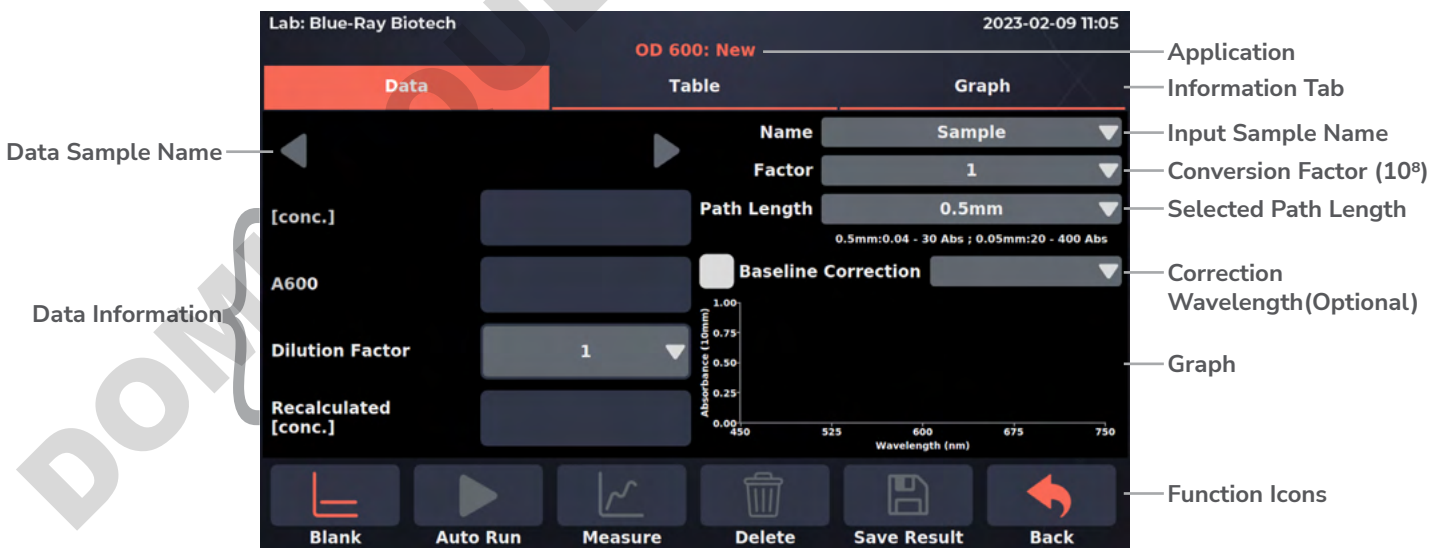 Lab: Blue-Ray Biotech 2023-02-09 11:05
OD 600: New
Application
Data Table Graph
Information Tab
Data Sample Name
Name Sample
Input Sample Name
Factor 1
Conversion Factor (10⁸)
[conc.]
Path Length 0.5mm
Selected Path Length
0.5mm:0.04 - 30 Abs ; 0.05mm:20 - 400 Abs
Data Information
A600
Baseline Correction
Correction
Wavelength(Optional)
Dilution Factor 1
Recalculated
[conc.]
Absorbance (10mm)
1.00
0.75
0.50
0.25
0.00
450 525 600 675 750
Wavelength (nm)
Graph
Blank Auto Run Measure Delete Save Result Back
Function Icons